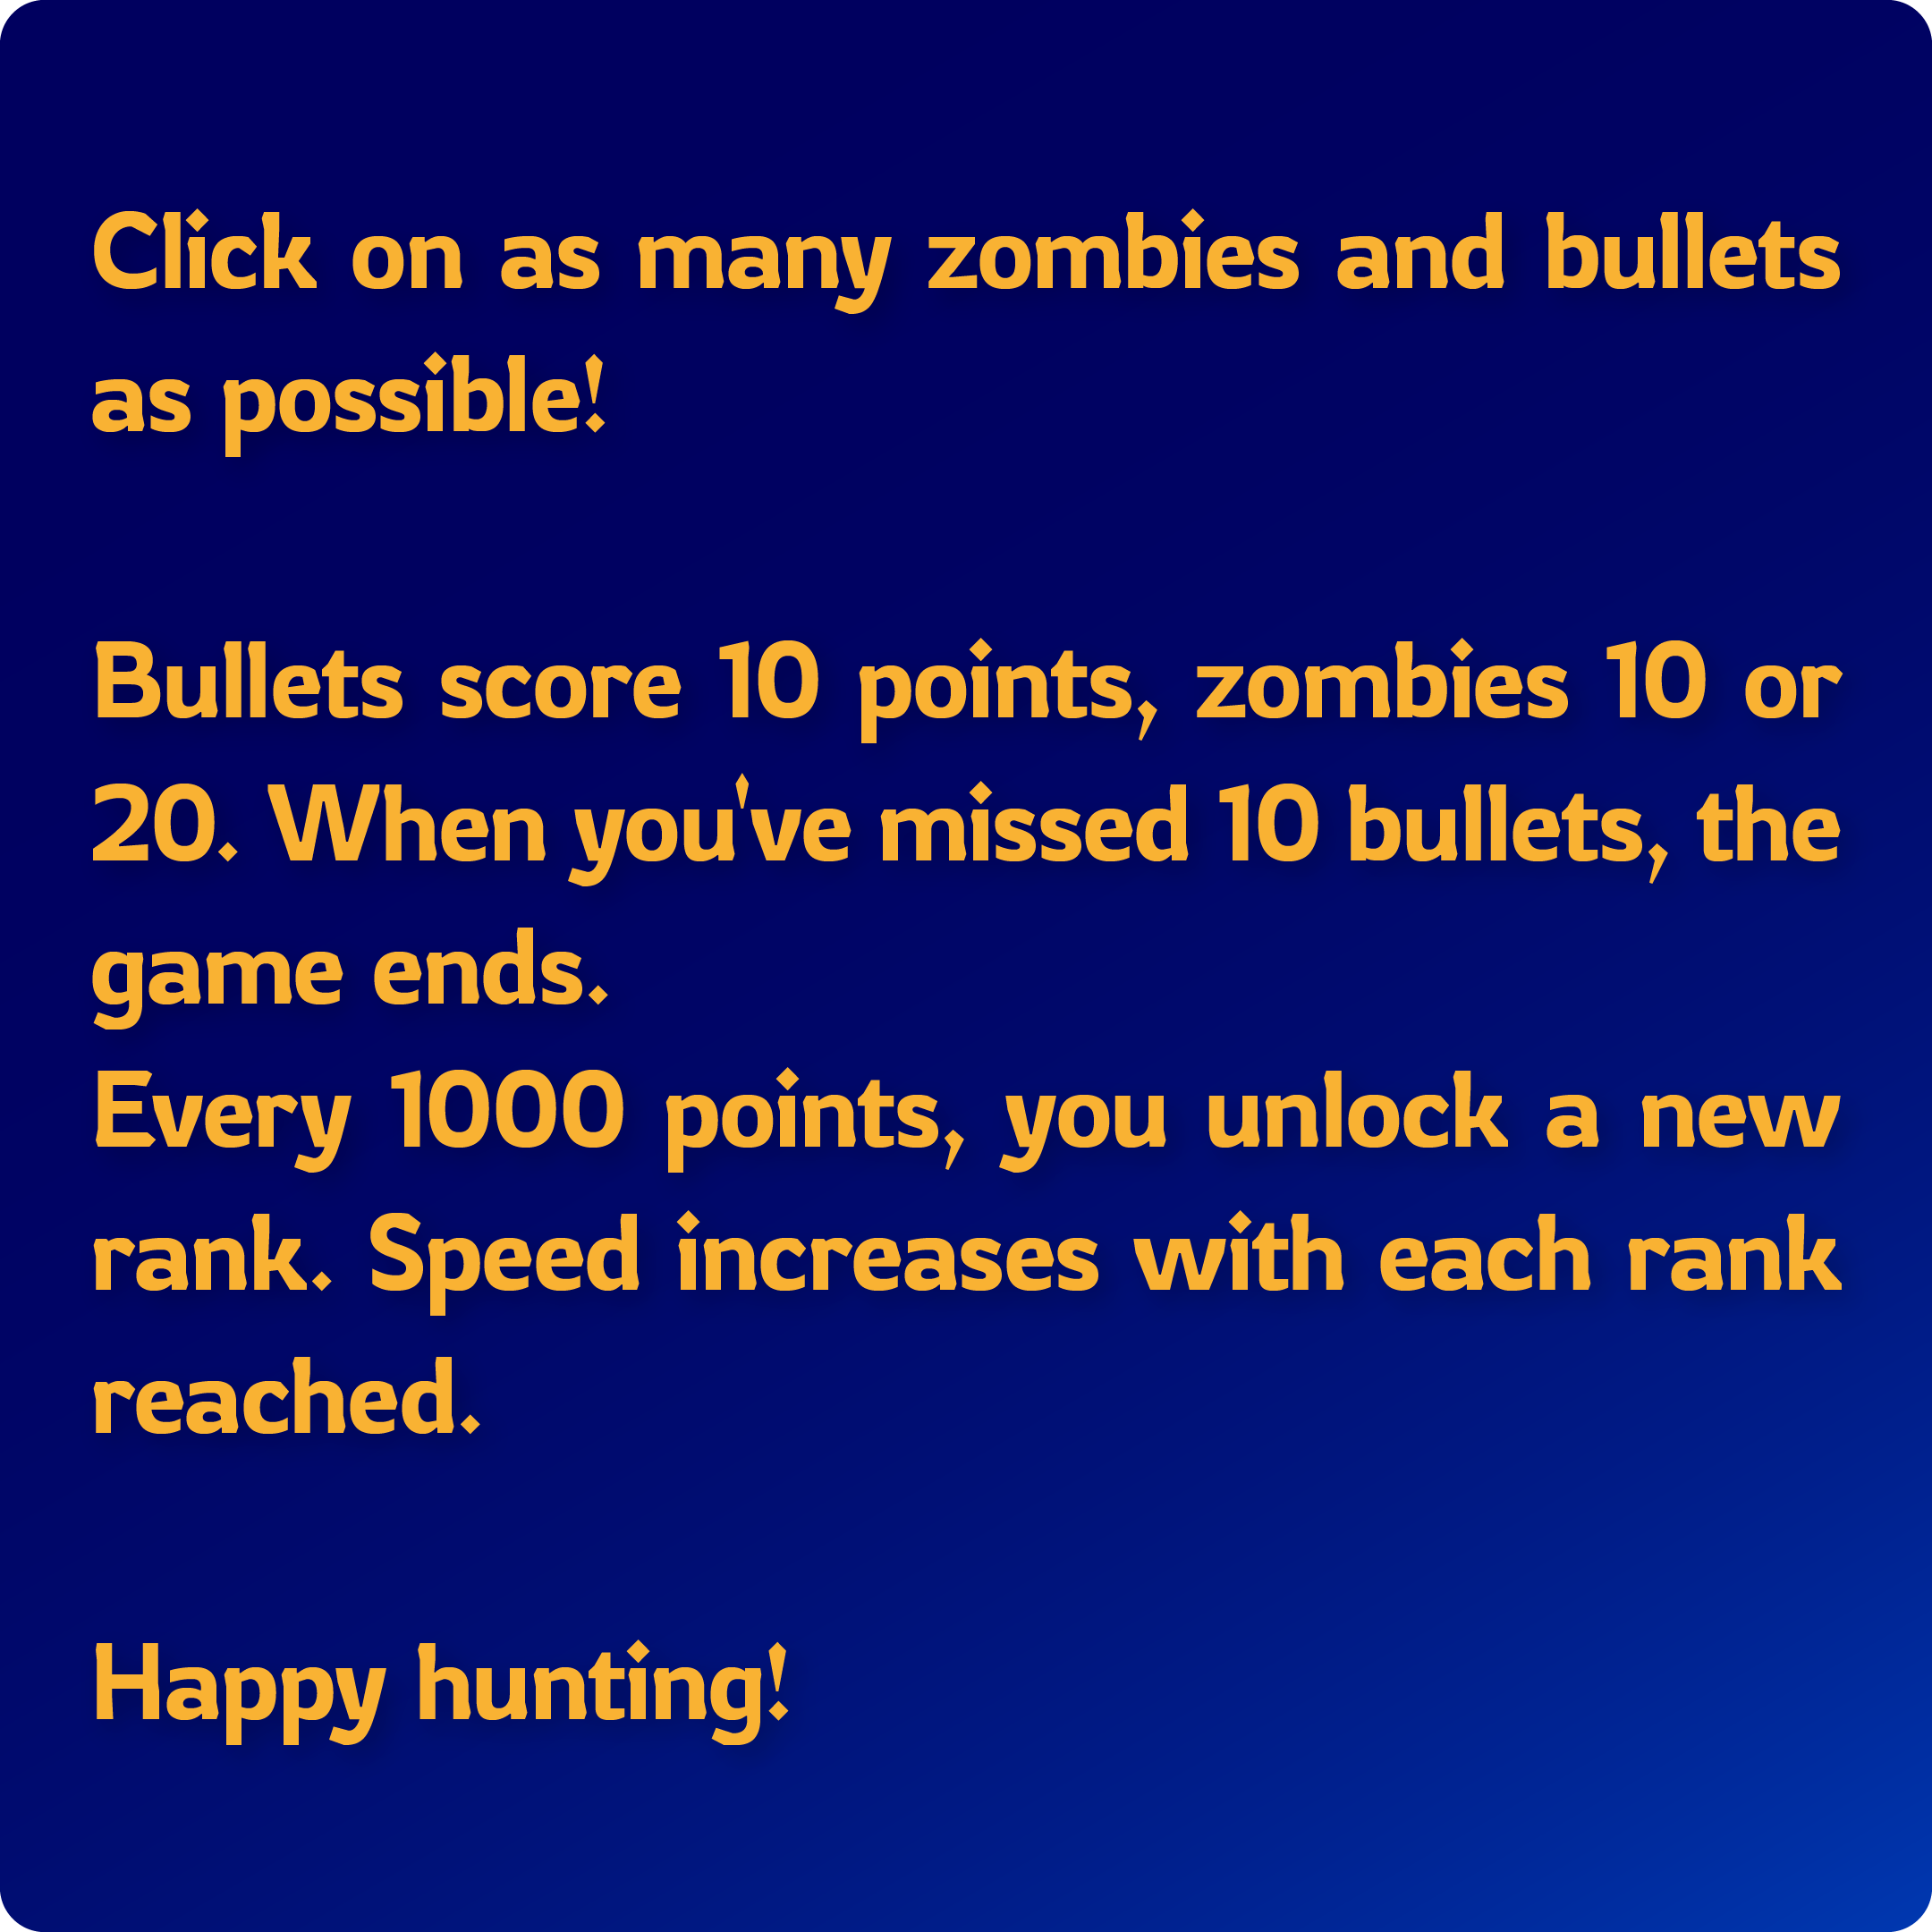 Click on as many zombies and bullets
as possible!
Bullets score 10 points, zombies 10 or
20. When you've missed 10 bullets, the
game ends.
Every 1000 points, you unlock a new
rank. Speed increases with each rank
reached.
Happy hunting!